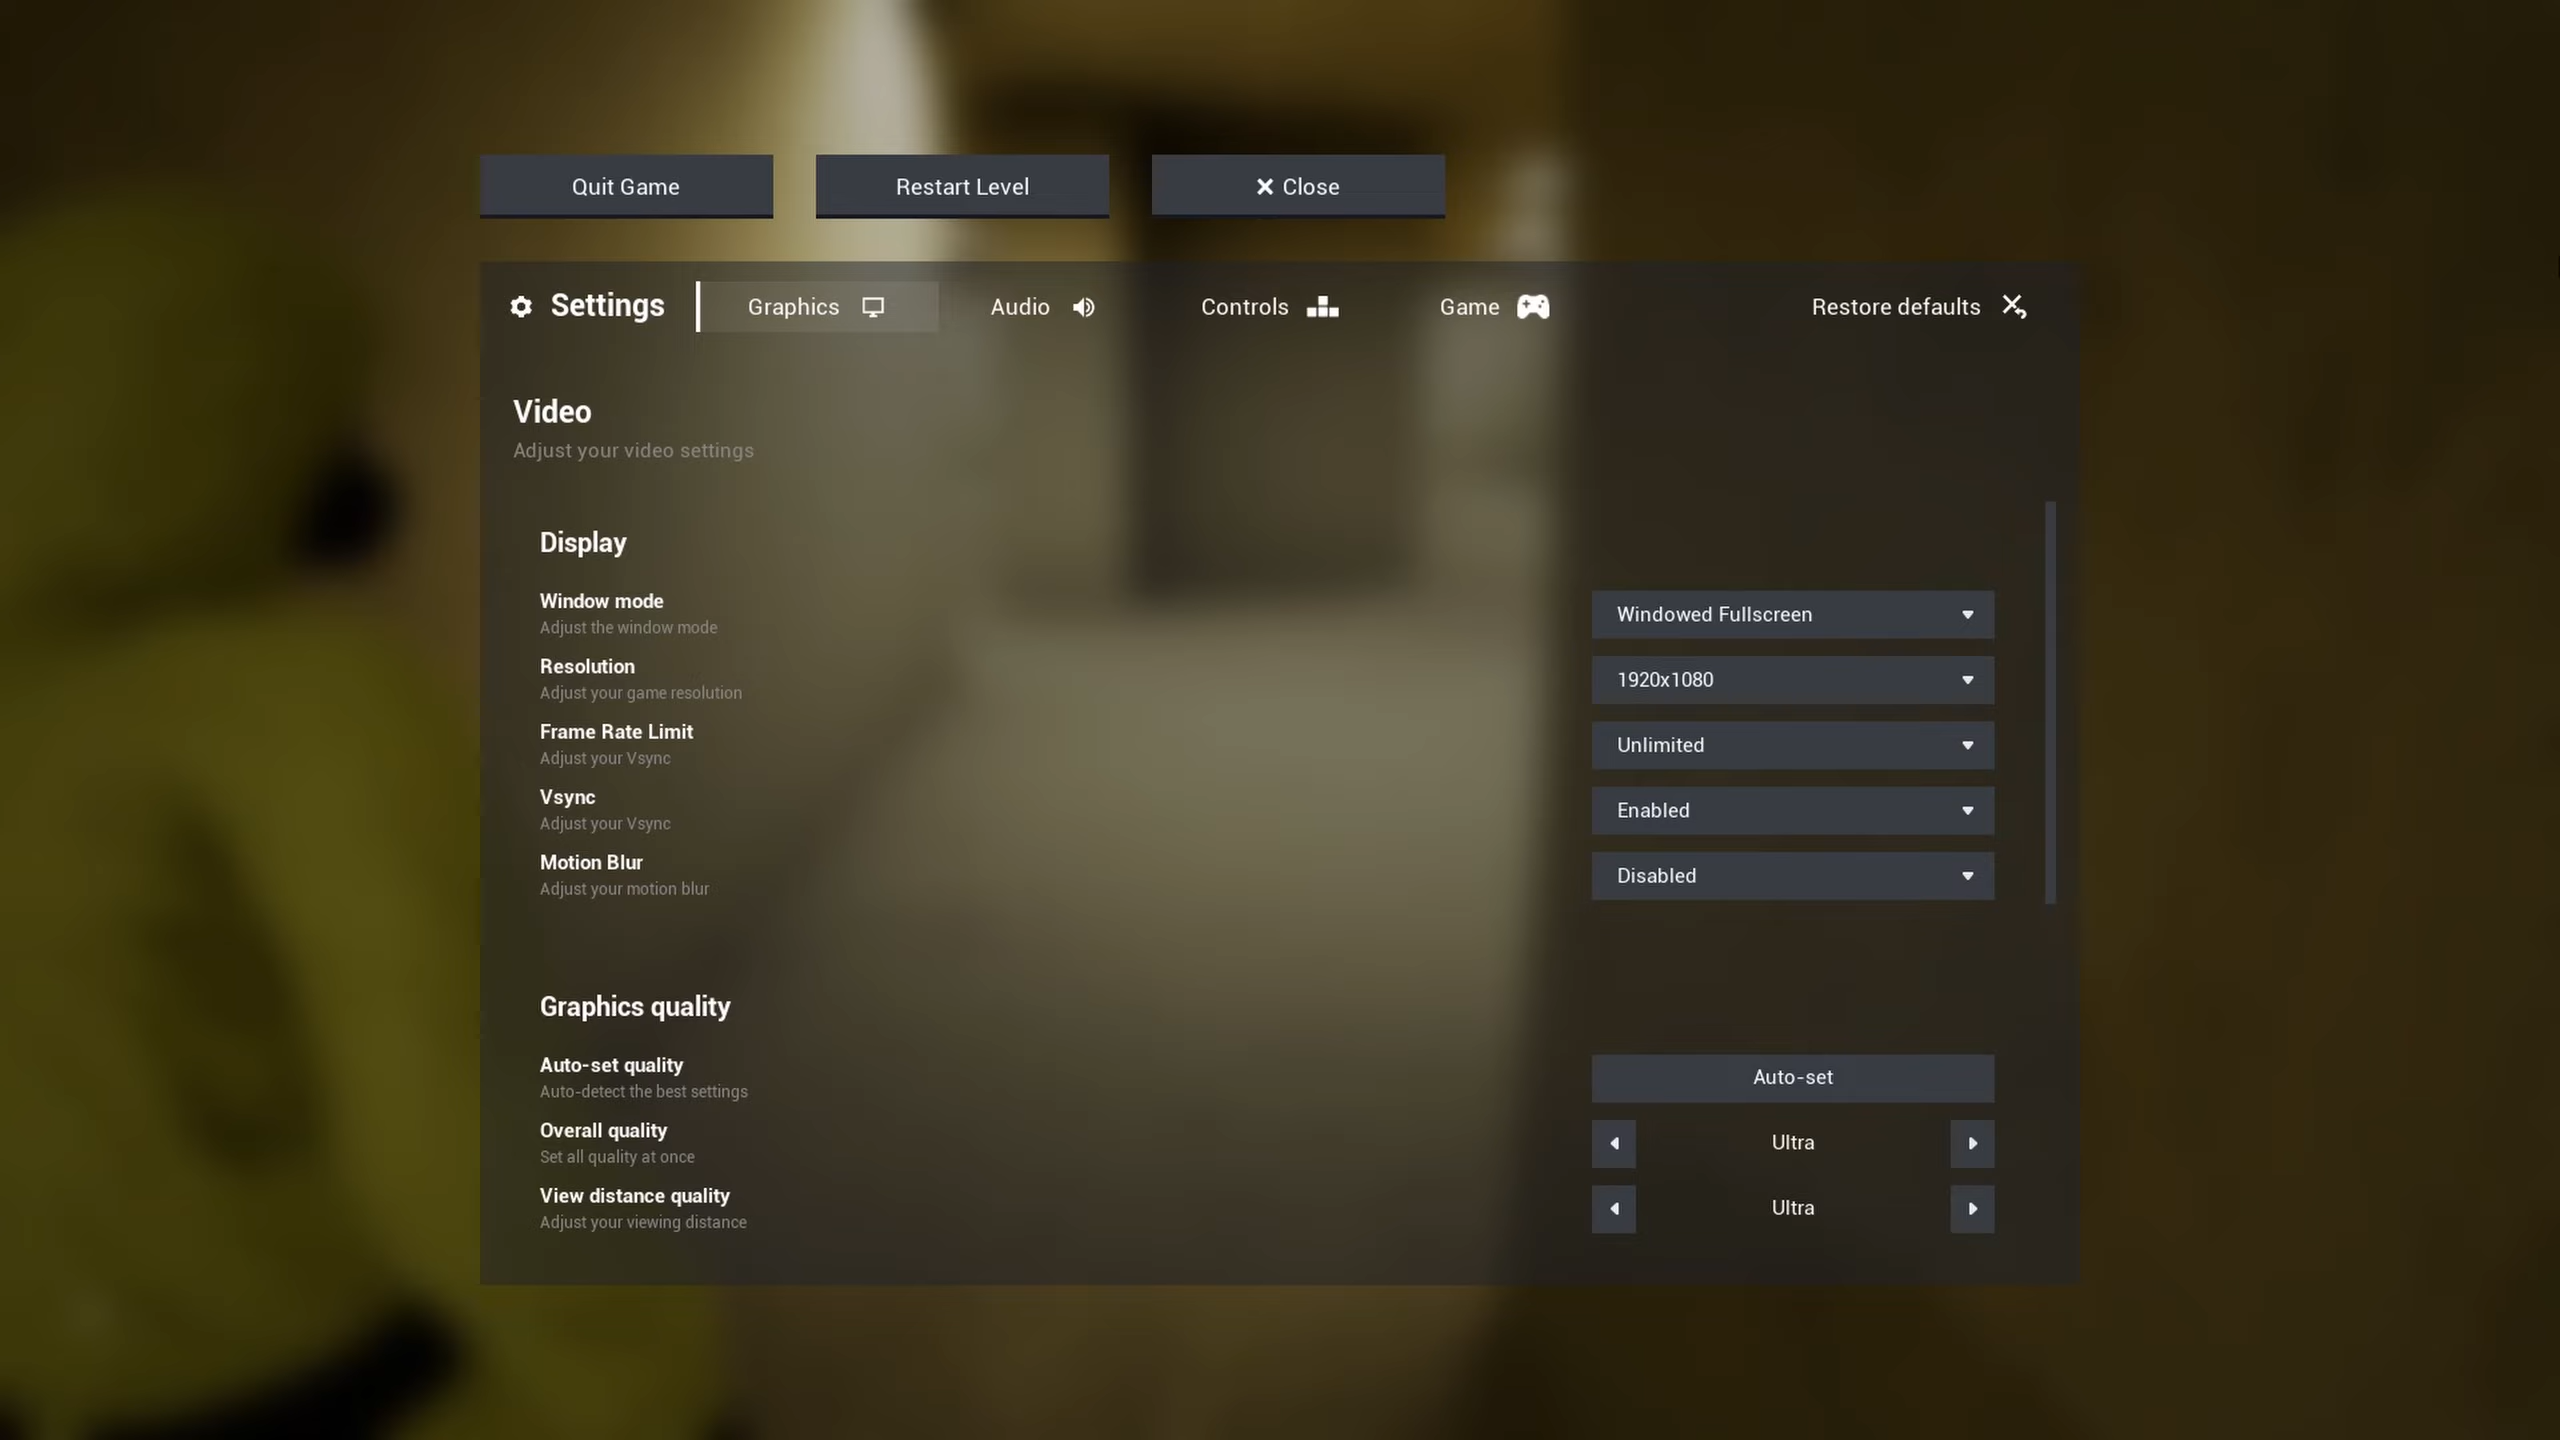 Quit Game
Restart Level
Close
Settings
Graphics
Audio
Controls
Game
Restore defaults
Video
Adjust your video settings
Display
Window mode
Adjust the window mode
Windowed Fullscreen
Resolution
Adjust your game resolution
1920x1080
Frame Rate Limit
Adjust your Vsync
Unlimited
Vsync
Adjust your Vsync
Enabled
Motion Blur
Adjust your motion blur
Disabled
Graphics quality
Auto-set quality
Auto-detect the best settings
Auto-set
Overall quality
Set all quality at once
Ultra
View distance quality
Adjust your viewing distance
Ultra